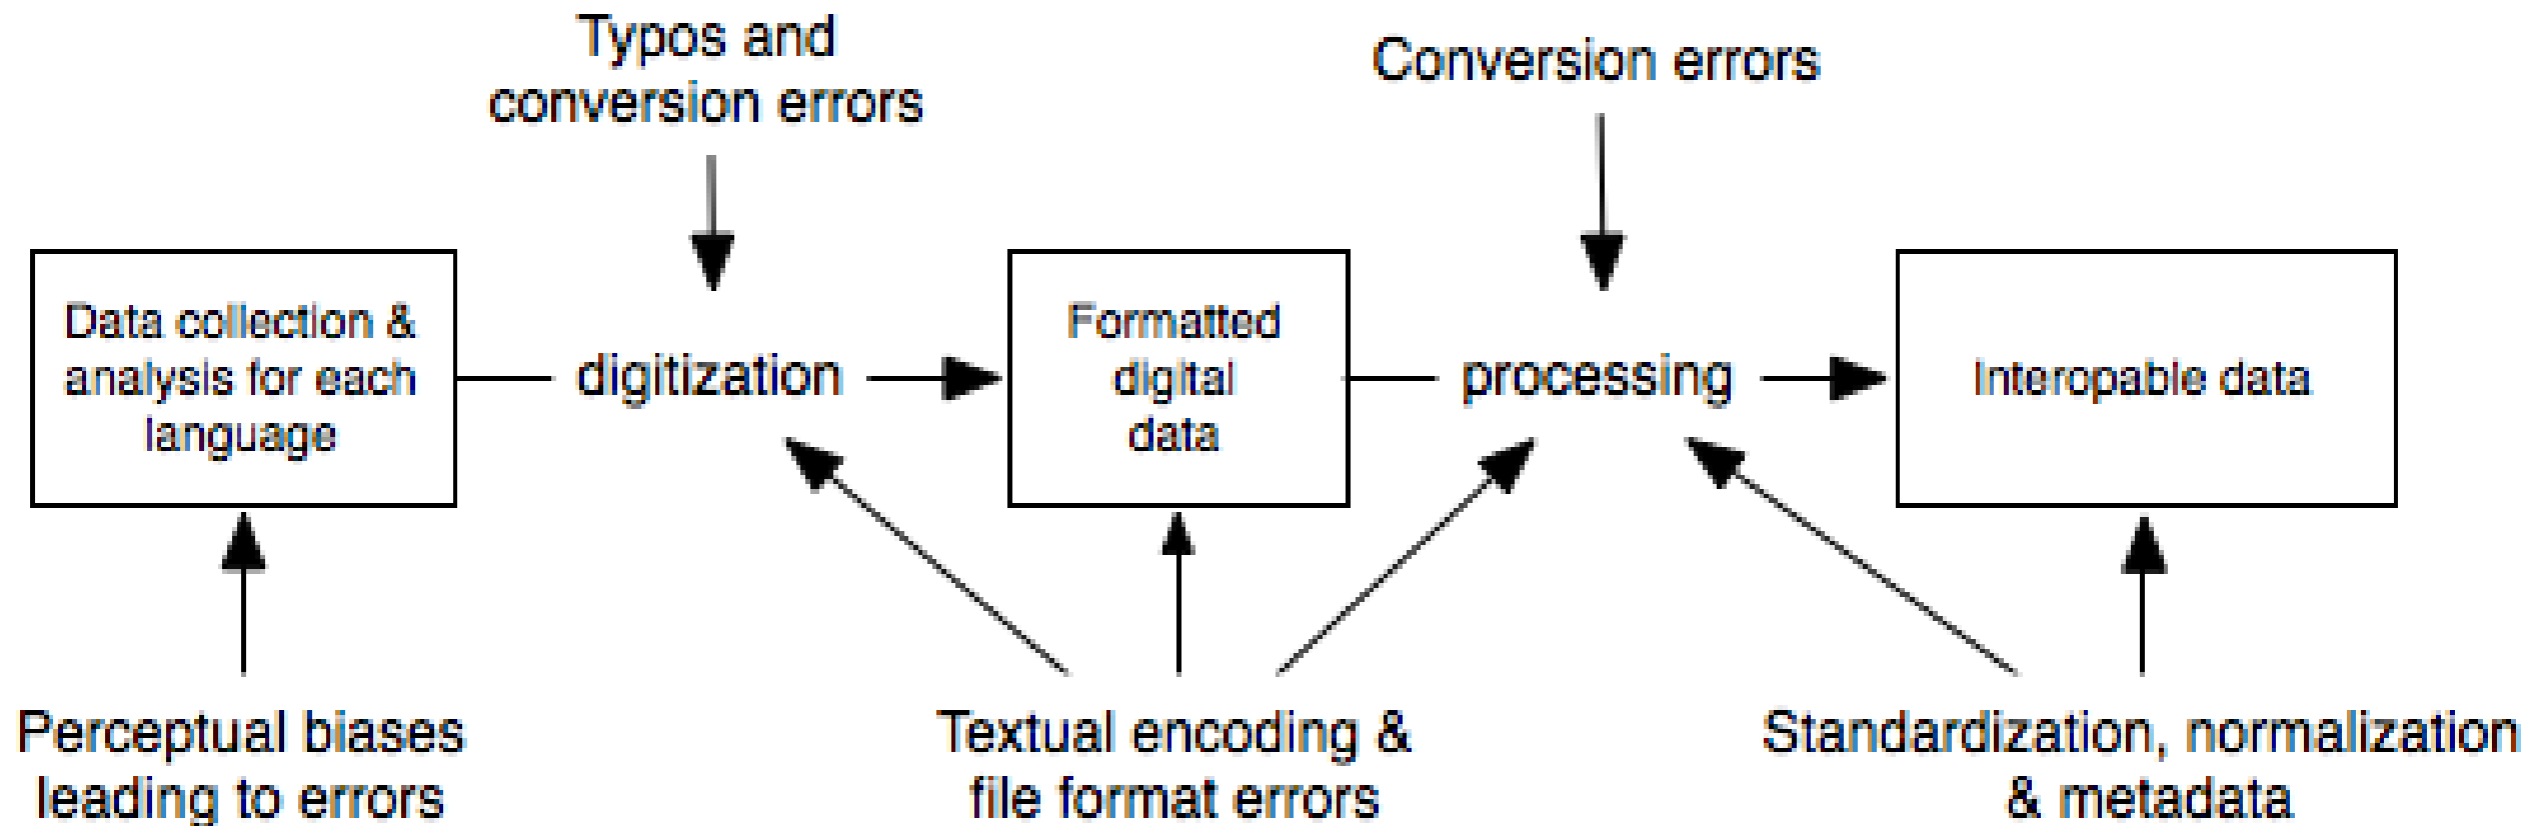 Typos and
conversion errors
Conversion errors
Data collection &
analysis for each
language
digitization
Formatted
digital
data
processing
Interopable data
Perceptual biases
leading to errors
Textual encoding &
file format errors
Standardization, normalization
& metadata